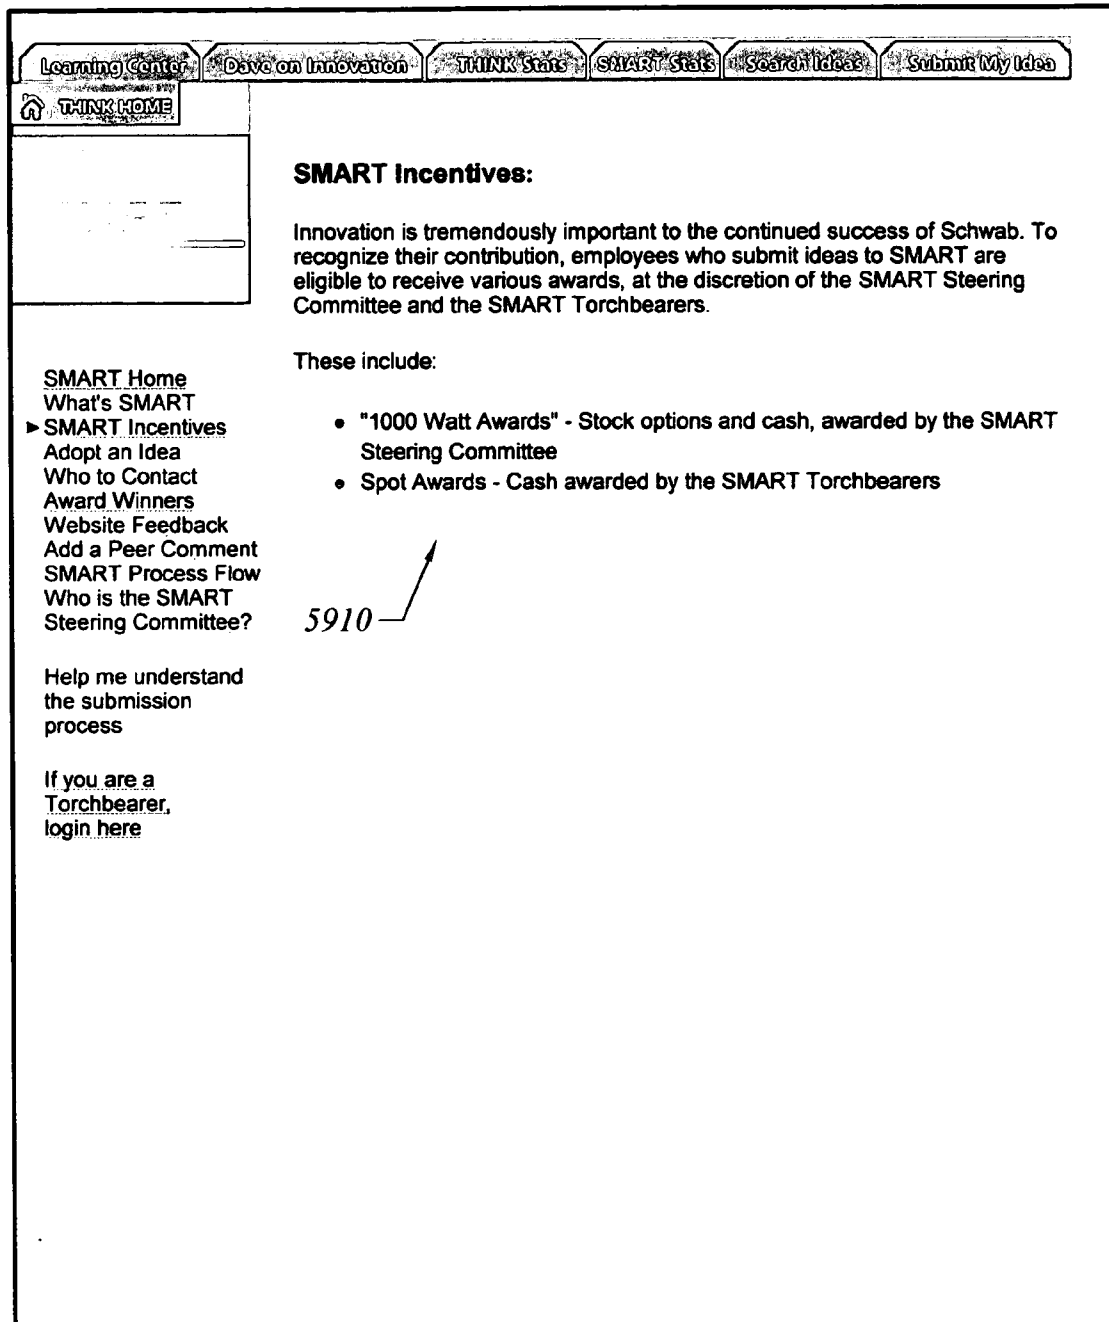 Learning Center Dave on Innovation THINK Stats SMART Stats Search Ideas Submit My Idea
THINK HOME
SMART Incentives:
Innovation is tremendously important to the continued success of Schwab. To
recognize their contribution, employees who submit ideas to SMART are
eligible to receive various awards, at the discretion of the SMART Steering
Committee and the SMART Torchbearers.
These include:
• "1000 Watt Awards" - Stock options and cash, awarded by the SMART
Steering Committee
• Spot Awards - Cash awarded by the SMART Torchbearers
5910
SMART Home
What's SMART
►SMART Incentives
Adopt an Idea
Who to Contact
Award Winners
Website Feedback
Add a Peer Comment
SMART Process Flow
Who is the SMART
Steering Committee?
Help me understand
the submission
process
If you are a
Torchbearer,
login here